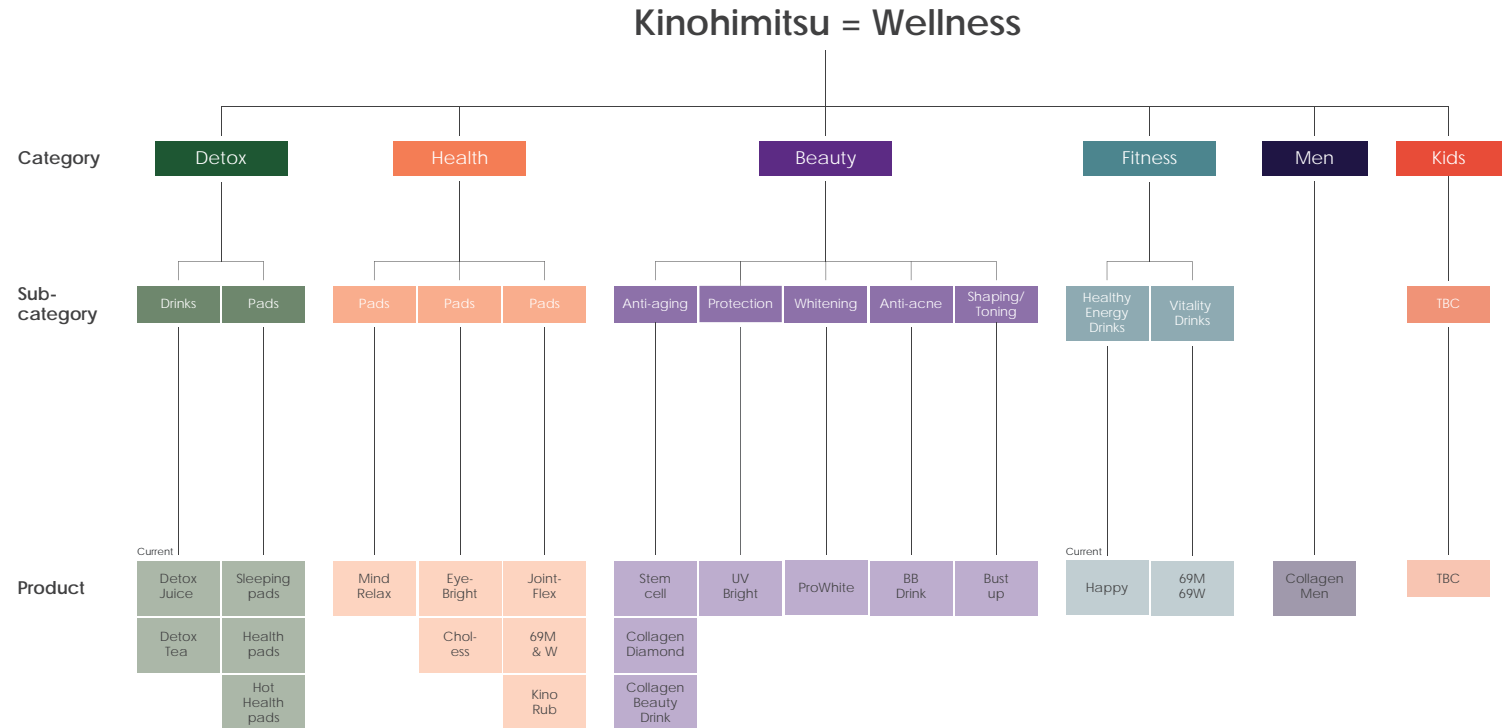 Kinohimitsu = Wellness
Category
Detox
Health
Beauty
Fitness
Men
Kids
Sub-
category
Drinks
Pads
Pads
Pads
Pads
Anti-aging
Protection
Whitening
Anti-acne
Shaping/
Toning
Healthy
Energy
Drinks
Vitality
Drinks
TBC
Product
Current
Detox
Juice
Sleeping
pads
Mind
Relax
Eye-
Bright
Joint-
Flex
Stem
cell
UV
Bright
ProWhite
BB
Drink
Bust
up
Current
Happy
69M
69W
Collagen
Men
TBC
Detox
Tea
Health
pads
Chol-
ess
69M
& W
Collagen
Diamond
Hot
Health
pads
Kino
Rub
Collagen
Beauty
Drink